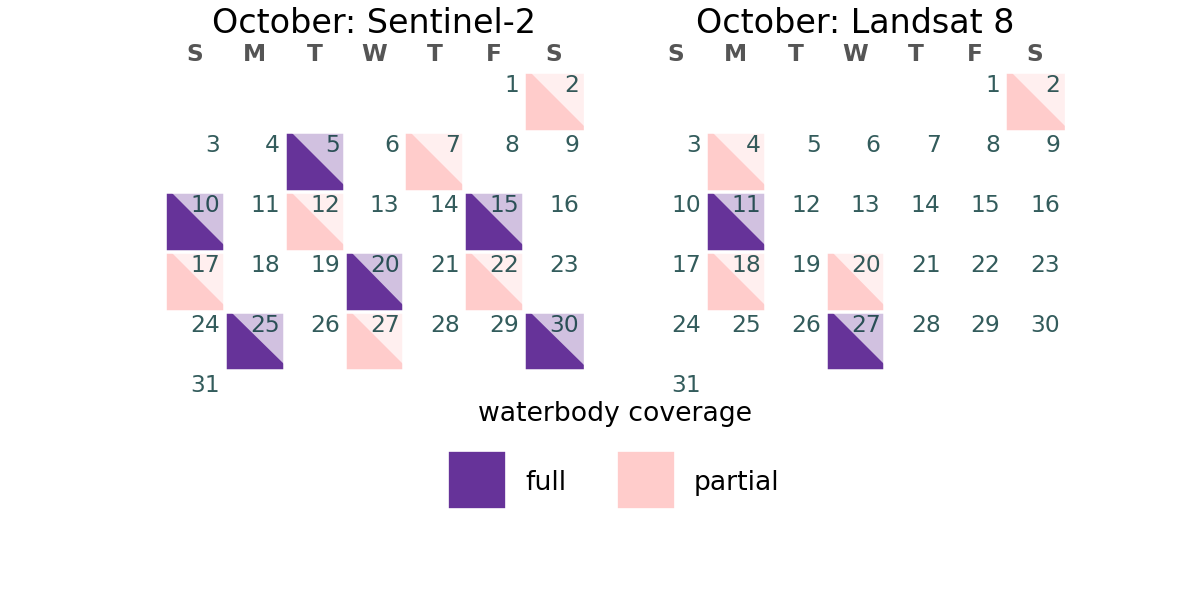 October: Sentinel-2
S M T W T F S
1 2
3 4 5 6 7 8 9
10 11 12 13 14 15 16
17 18 19 20 21 22 23
24 25 26 27 28 29 30
31
October: Landsat 8
S M T W T F S
1 2
3 4 5 6 7 8 9
10 11 12 13 14 15 16
17 18 19 20 21 22 23
24 25 26 27 28 29 30
31
waterbody coverage
full partial